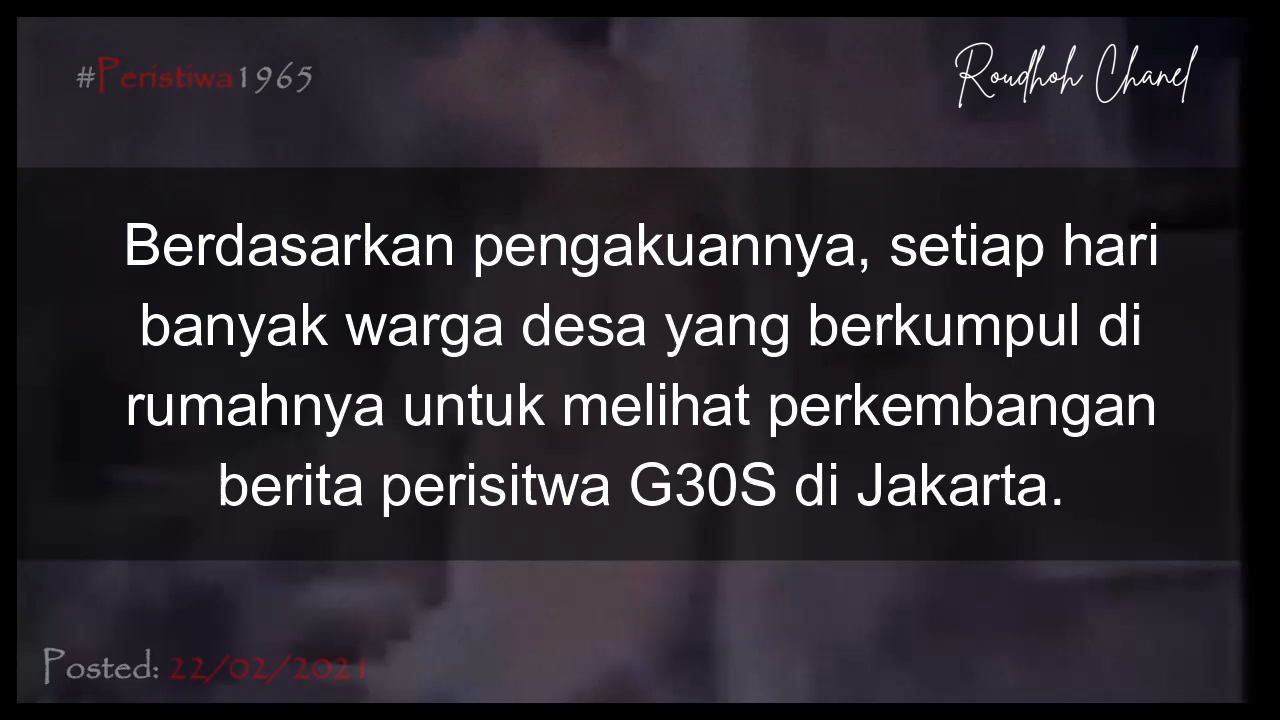 #Peristiwa1965
Roudhoh Chanel
Berdasarkan pengakuannya, setiap hari
banyak warga desa yang berkumpul di
rumahnya untuk melihat perkembangan
berita perisitwa G30S di Jakarta.
Posted: 22/02/2021